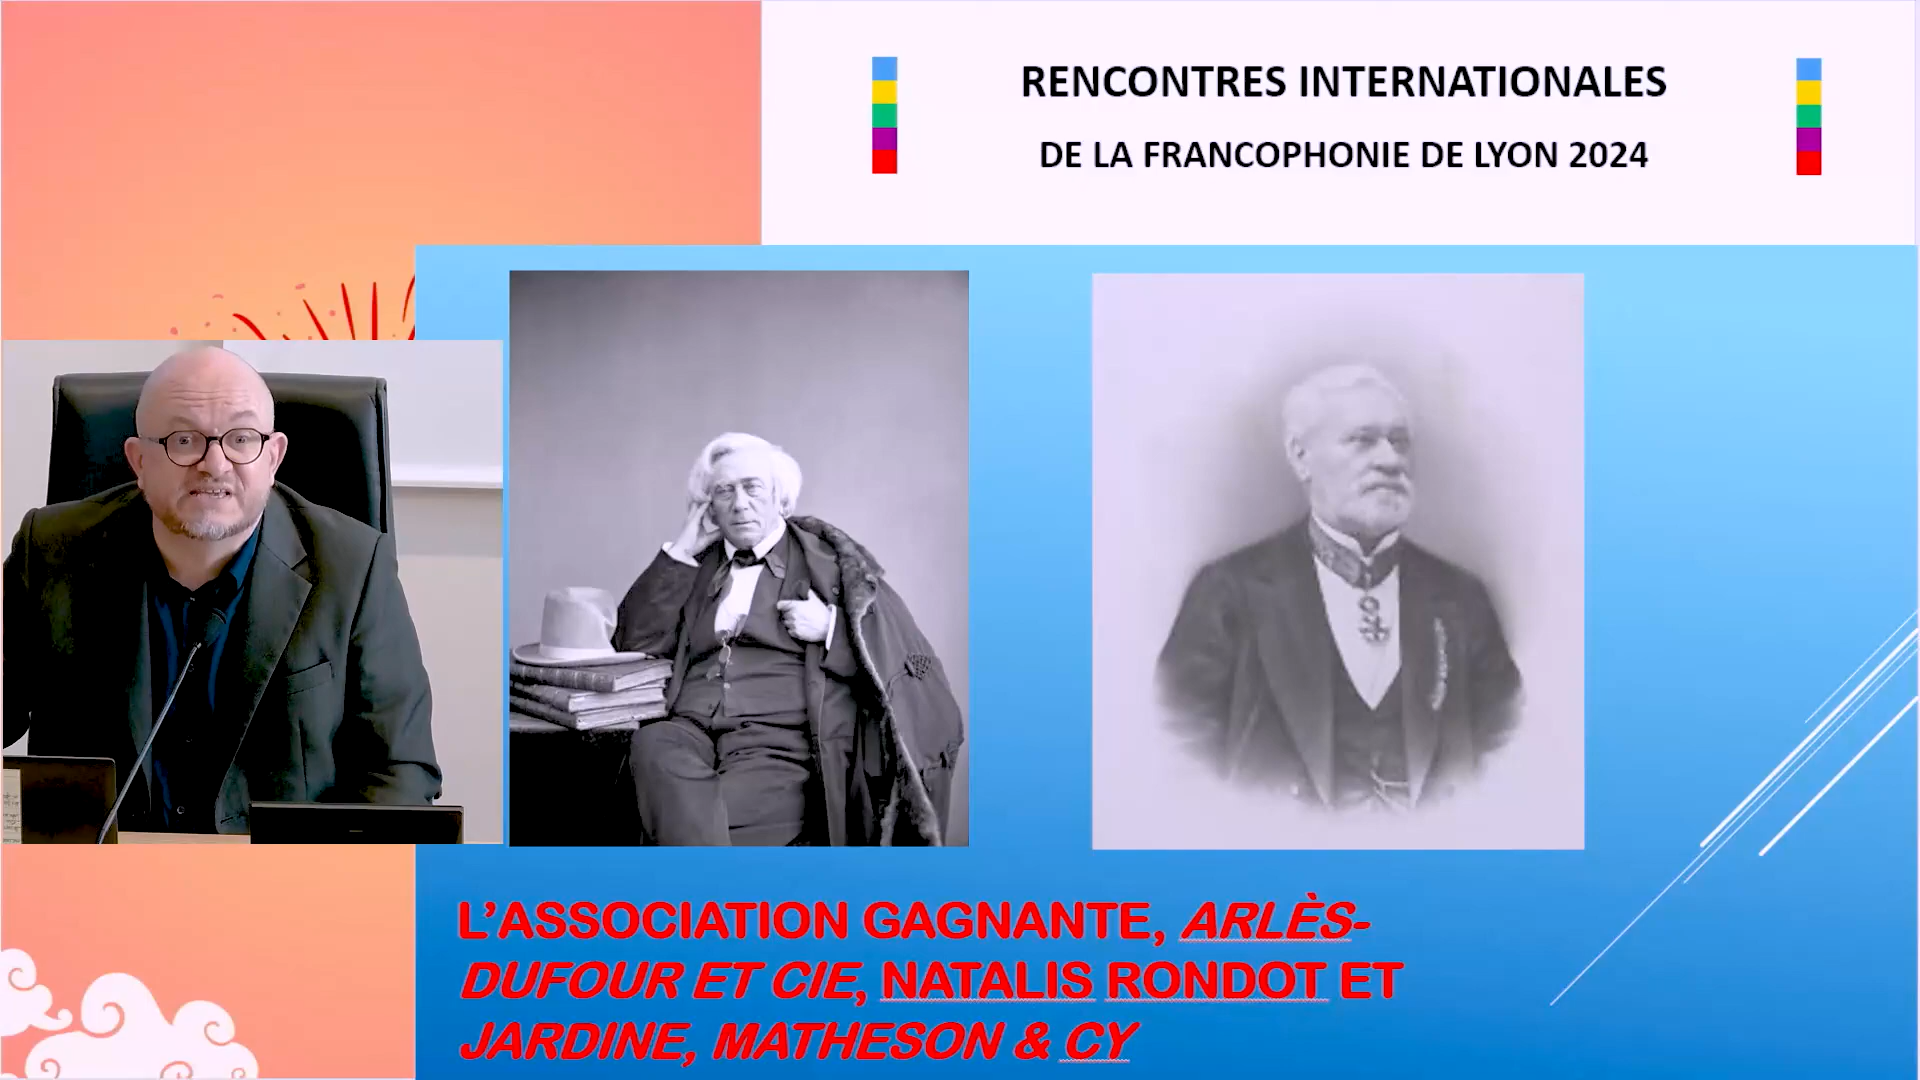 RENCONTRES INTERNATIONALES
DE LA FRANCOPHONIE DE LYON 2024
L'ASSOCIATION GAGNANTE, ARLÈS-
DUFOUR ET CIE, NATALIS RONDOT ET
JARDINE, MATHESON & CY